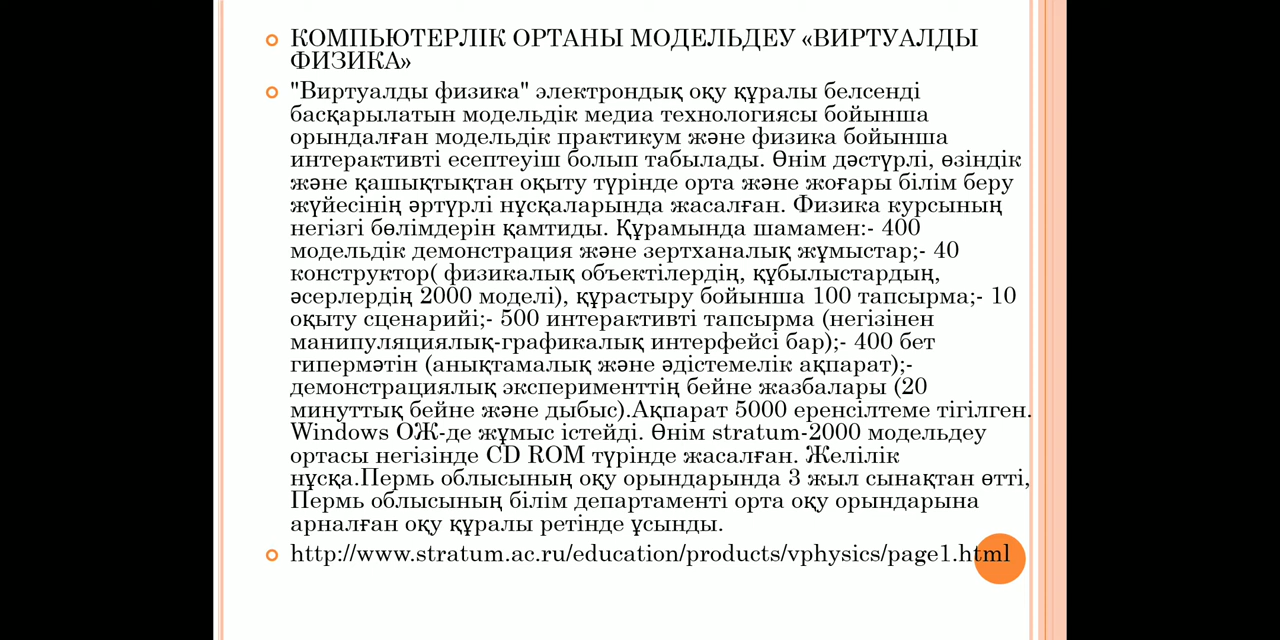 КОМПЬЮТЕРЛІК ОРТАНЫ МОДЕЛЬДЕУ «ВИРТУАЛДЫ
ФИЗИКА»
"Виртуалды физика" электрондық оқу құралы белсенді
басқарылатын модельдік медиа технологиясы бойынша
орындалған модельдік практикум және физика бойынша
интерактивті есептеуіш болып табылады. Өнім дәстүрлі, өзіндік
және қашықтықтан оқыту түрінде орта және жоғары білім беру
жүйесінің әртүрлі нұсқаларында жасалған. Физика курсының
негізгі бөлімдерін қамтиды. Құрамында шамамен:- 400
модельдік демонстрация және зертханалық жұмыстар;- 40
конструктор( физикалық объектілердің, құбылыстардың,
әсерлердің 2000 моделі), құрастыру бойынша 100 тапсырма;- 10
оқыту сценарийі;- 500 интерактивті тапсырма (негізінен
манипуляциялық-графикалық интерфейсі бар);- 400 бет
гипермәтін (анықтамалық және әдістемелік ақпарат);-
демонстрациялық эксперименттің бейне жазбалары (20
минуттық бейне және дыбыс).Ақпарат 5000 еренсілтеме тігілген.
Windows ОЖ-де жұмыс істейді. Өнім stratum-2000 модельдеу
ортасы негізінде CD ROM түрінде жасалған. Желілік
нұсқа.Пермь облысының оқу орындарында 3 жыл сынақтан өтті,
Пермь облысының білім департаменті орта оқу орындарына
арналған оқу құралы ретінде ұсынды.
http://www.stratum.ac.ru/education/products/vphysics/page1.html